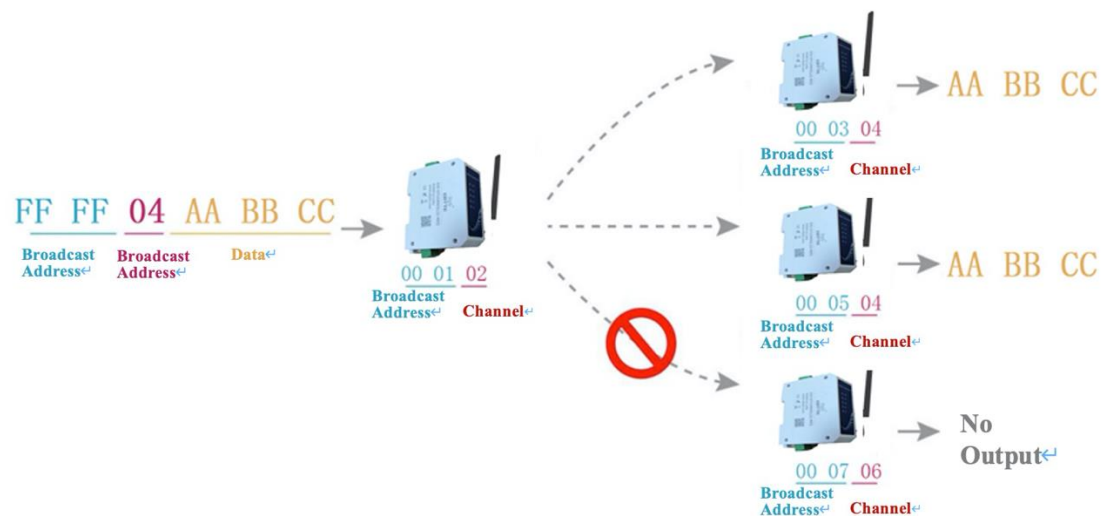 FF FF 04 AA BB CC
Broadcast
Address
Broadcast
Address
Data
00 01 02
Broadcast
Address
Channel
00 03 04
Broadcast
Address
Channel
AA BB CC
00 05 04
Broadcast
Address
Channel
AA BB CC
00 07 06
Broadcast
Address
Channel
No
Output